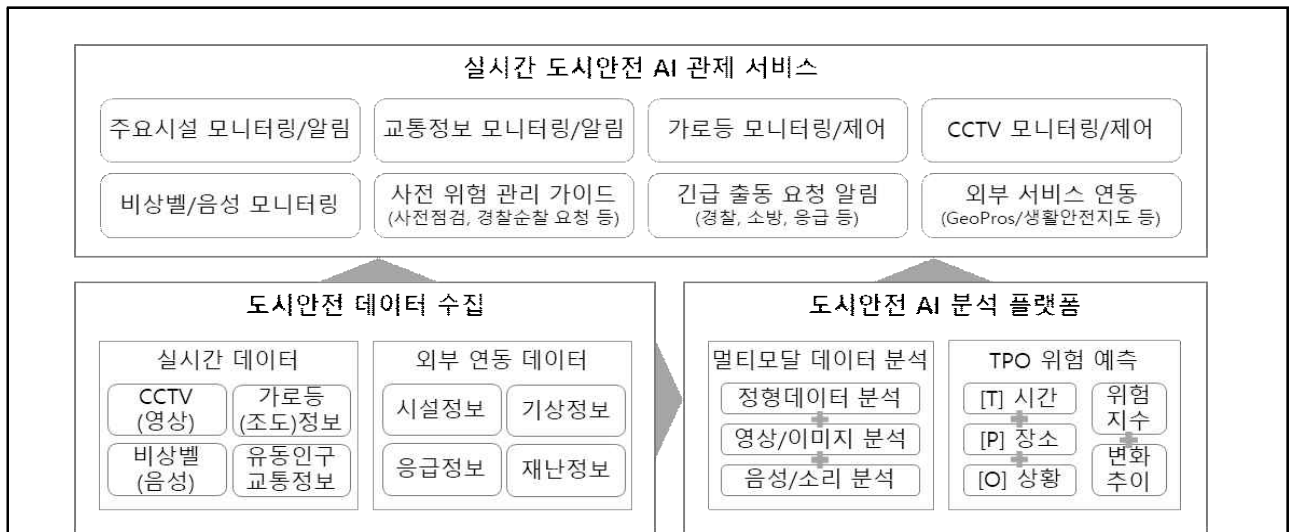 실시간 도시안전 AI 관제 서비스
주요시설 모니터링/알림
교통정보 모니터링/알림
가로등 모니터링/제어
CCTV 모니터링/제어
비상벨/음성 모니터링
사전 위험 관리 가이드
(사전점검, 경찰순찰 요청 등)
긴급 출동 요청 알림
(경찰, 소방, 응급 등)
외부 서비스 연동
(GeoPros/생활안전지도 등)
도시안전 데이터 수집
실시간 데이터
CCTV
(영상)
가로등
(조도)정보
비상벨
(음성)
유동인구
교통정보
외부 연동 데이터
시설정보
기상정보
응급정보
재난정보
도시안전 AI 분석 플랫폼
멀티모달 데이터 분석
정형데이터 분석
영상/이미지 분석
음성/소리 분석
TPO 위험 예측
[T] 시간
[P] 장소
[O] 상황
위험
지수
변화
추이